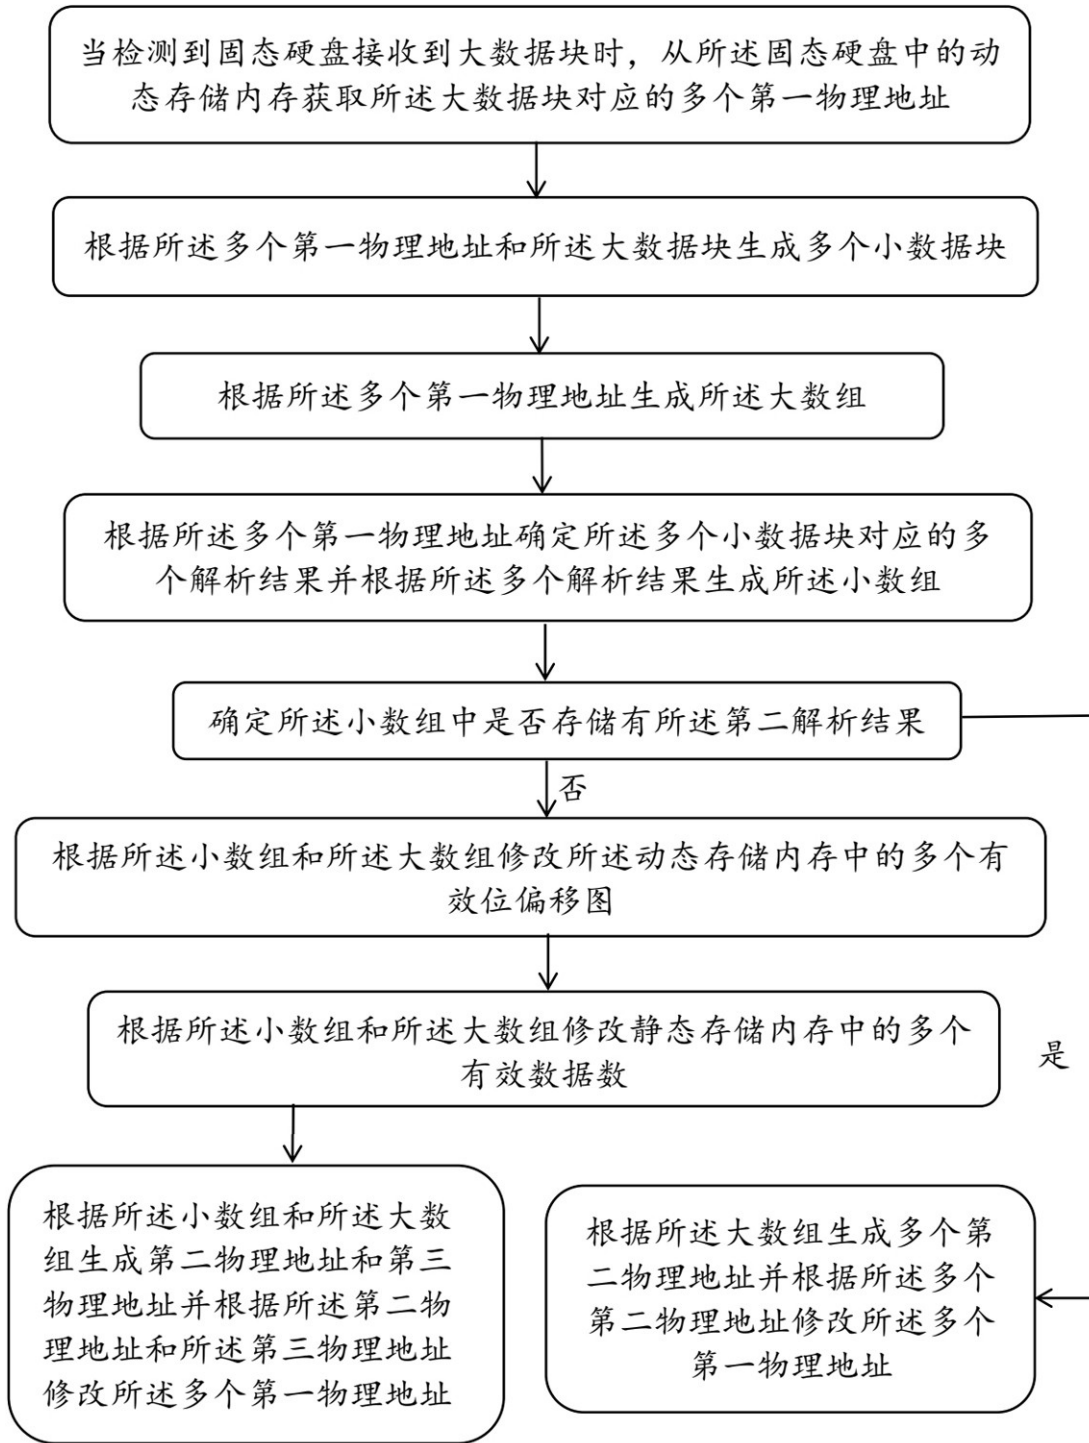 当检测到固态硬盘接收到大数据块时，从所述固态硬盘中的动
态存储内存获取所述大数据块对应的多个第一物理地址
根据所述多个第一物理地址和所述大数据块生成多个小数据块
根据所述多个第一物理地址生成所述大数组
根据所述多个第一物理地址确定所述多个小数据块对应的多
个解析结果并根据所述多个解析结果生成所述小数组
确定所述小数组中是否存储有所述第二解析结果
否
根据所述小数组和所述大数组修改所述动态存储内存中的多个有
效位偏移图
根据所述小数组和所述大数组修改静态存储内存中的多个
有效数据数
是
根据所述小数组和所述大数
组生成第二物理地址和第三
物理地址并根据所述第二物
理地址和所述第三物理地址
修改所述多个第一物理地址
根据所述大数组生成多个第
二物理地址并根据所述多个
第二物理地址修改所述多个
第一物理地址